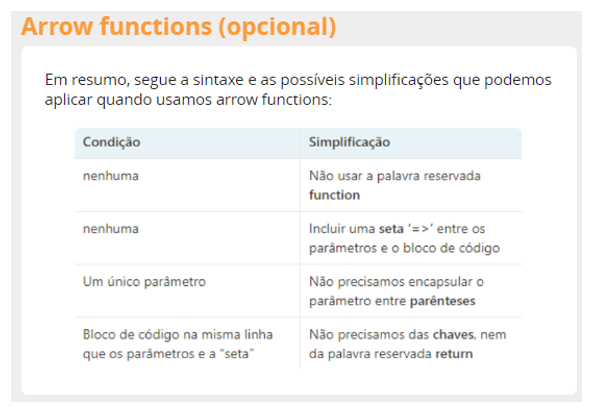 Arrow functions (opcional)
Em resumo, segue a sintaxe e as possíveis simplificações que podemos
aplicar quando usamos arrow functions:
Condição
Simplificação
nenhuma
Não usar a palavra reservada
function
nenhuma
Incluir uma seta ‘=>’ entre os
parâmetros e o bloco de código
Um único parâmetro
Não precisamos encapsular o
parâmetro entre parênteses
Bloco de código na misma linha
que os parâmetros e a “seta”
Não precisamos das chaves, nem
da palavra reservada return